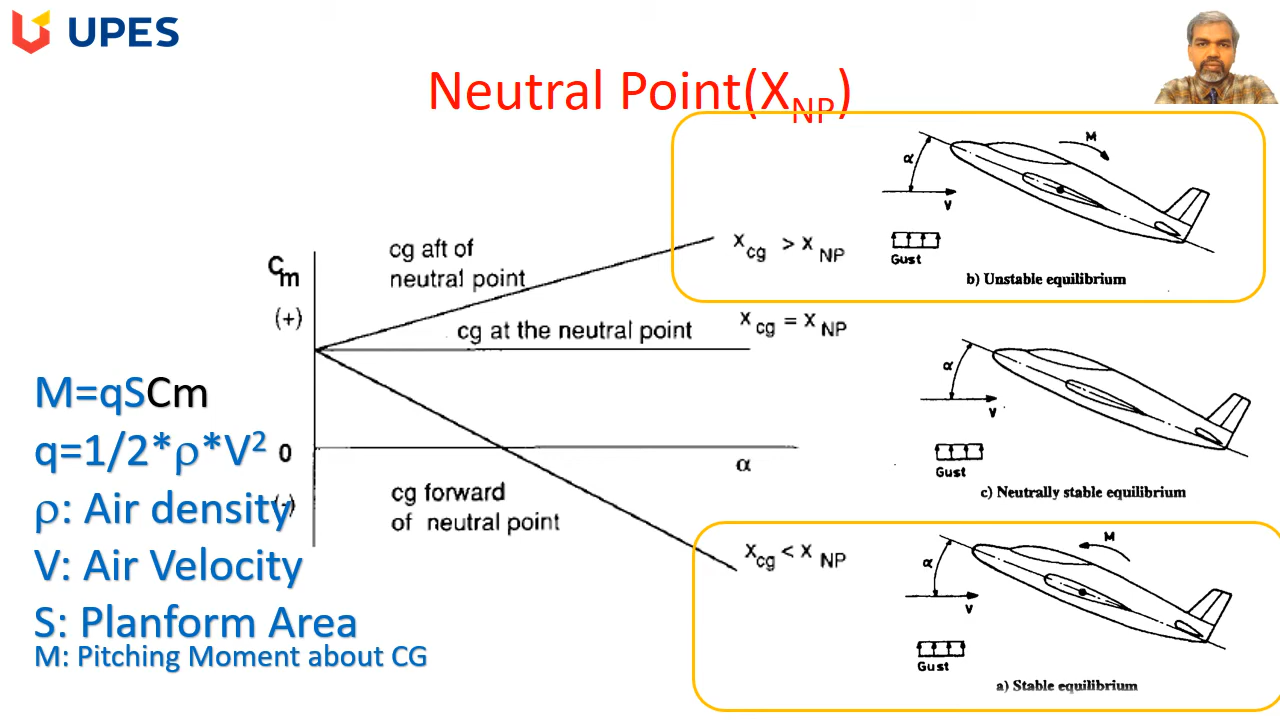 UPES
Neutral Point(XNP)
M
α
V
Gust
b) Unstable equilibrium
Cm
(+)
cg aft of
neutral point
xcg > xNP
cg at the neutral point
xcg = xNP
α
V
Gust
c) Neutrally stable equilibrium
M=qSCm
q=1/2*ρ*V²
0
α
ρ: Air density
(-)
cg forward
of neutral point
V: Air Velocity
xcg < xNP
S: Planform Area
M: Pitching Moment about CG
M
α
V
Gust
a) Stable equilibrium